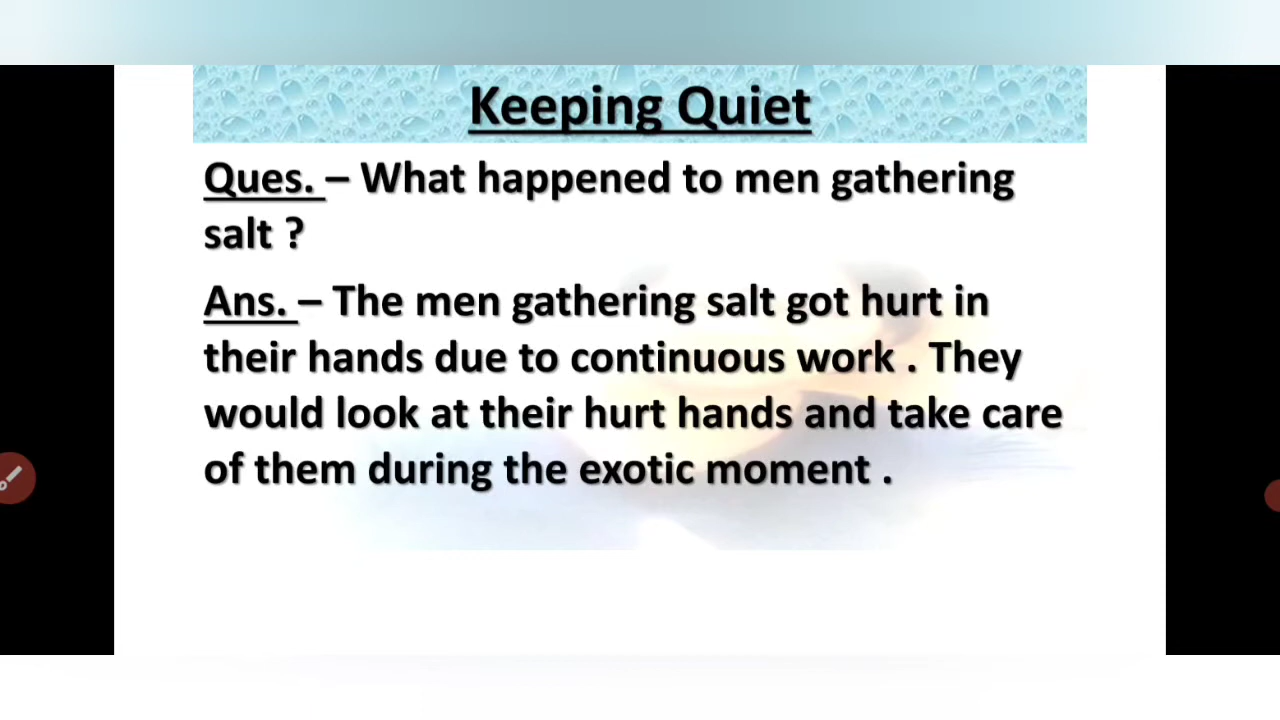 Keeping Quiet
Ques. – What happened to men gathering
salt ?
Ans. – The men gathering salt got hurt in
their hands due to continuous work . They
would look at their hurt hands and take care
of them during the exotic moment .